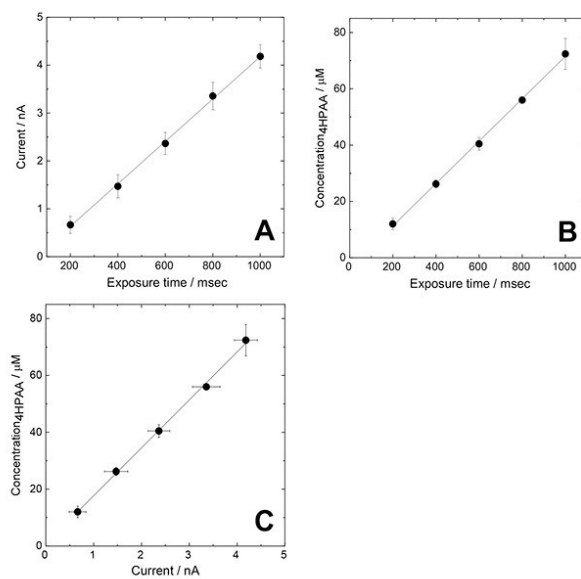 5
4
3
2
1
0
Current / nA
200 400 600 800 1000
Exposure time / msec
A
80
60
40
20
0
Concentration4HPAA / μM
0 200 400 600 800 1000
Exposure time / msec
B
80
60
40
20
0
Concentration4HPAA / μM
0 1 2 3 4 5
Current / nA
C